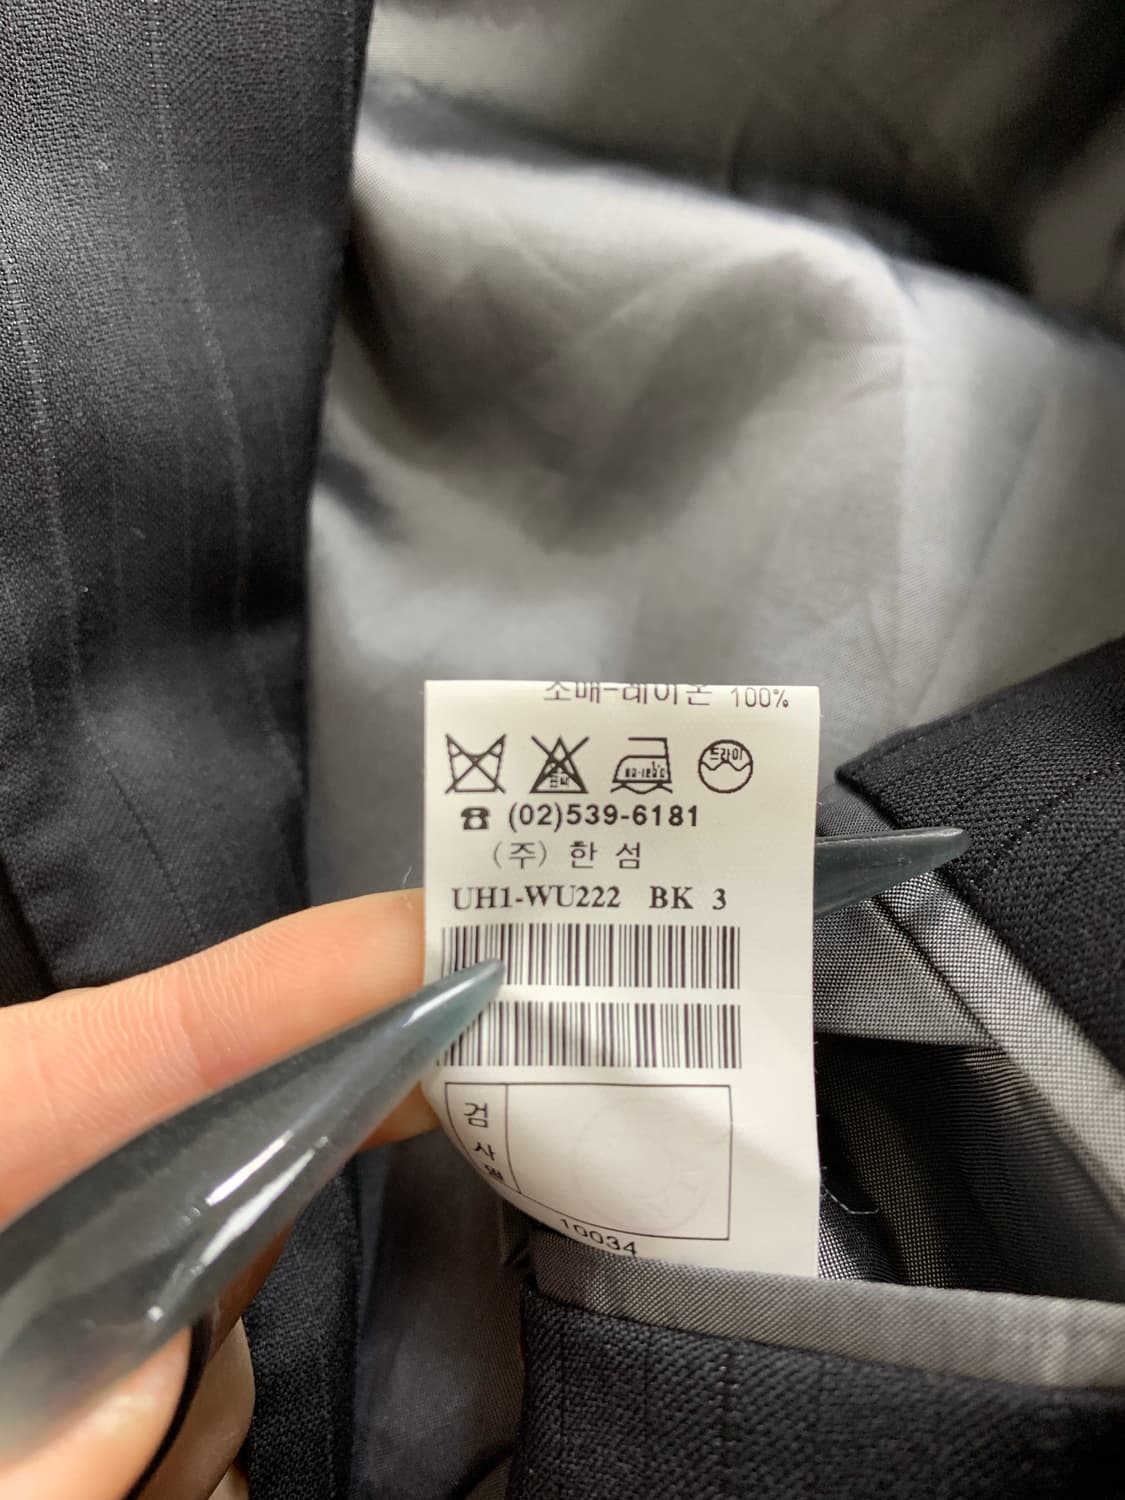 소매-레이온 100%
드라이
☎ (02)539-6181
(주) 한 섬
UH1-WU222 BK 3
검
사
10034